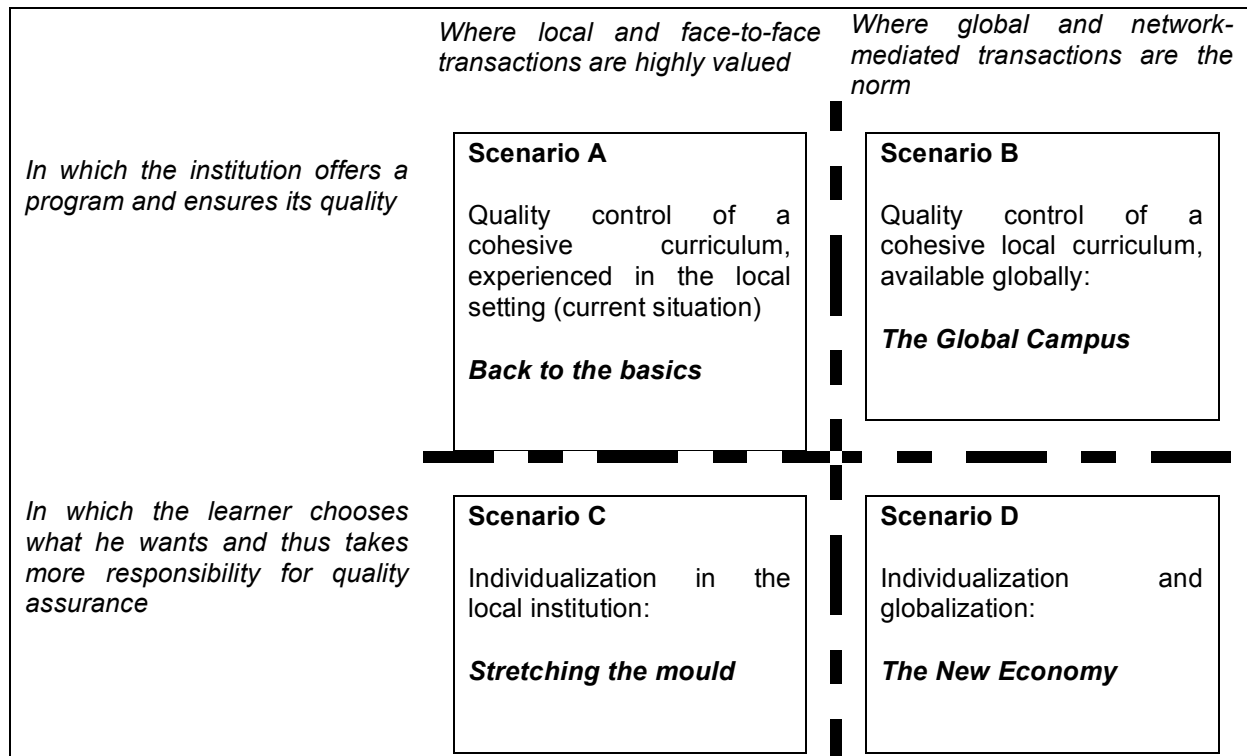 Where local and face-to-face
transactions are highly valued
Where global and network-
mediated transactions are the
norm
In which the institution offers a
program and ensures its quality
Scenario A
Quality control of a
cohesive curriculum,
experienced in the local
setting (current situation)
Back to the basics
Scenario B
Quality control of a
cohesive local curriculum,
available globally:
The Global Campus
In which the learner chooses
what he wants and thus takes
more responsibility for quality
assurance
Scenario C
Individualization in the
local institution:
Stretching the mould
Scenario D
Individualization and
globalization:
The New Economy